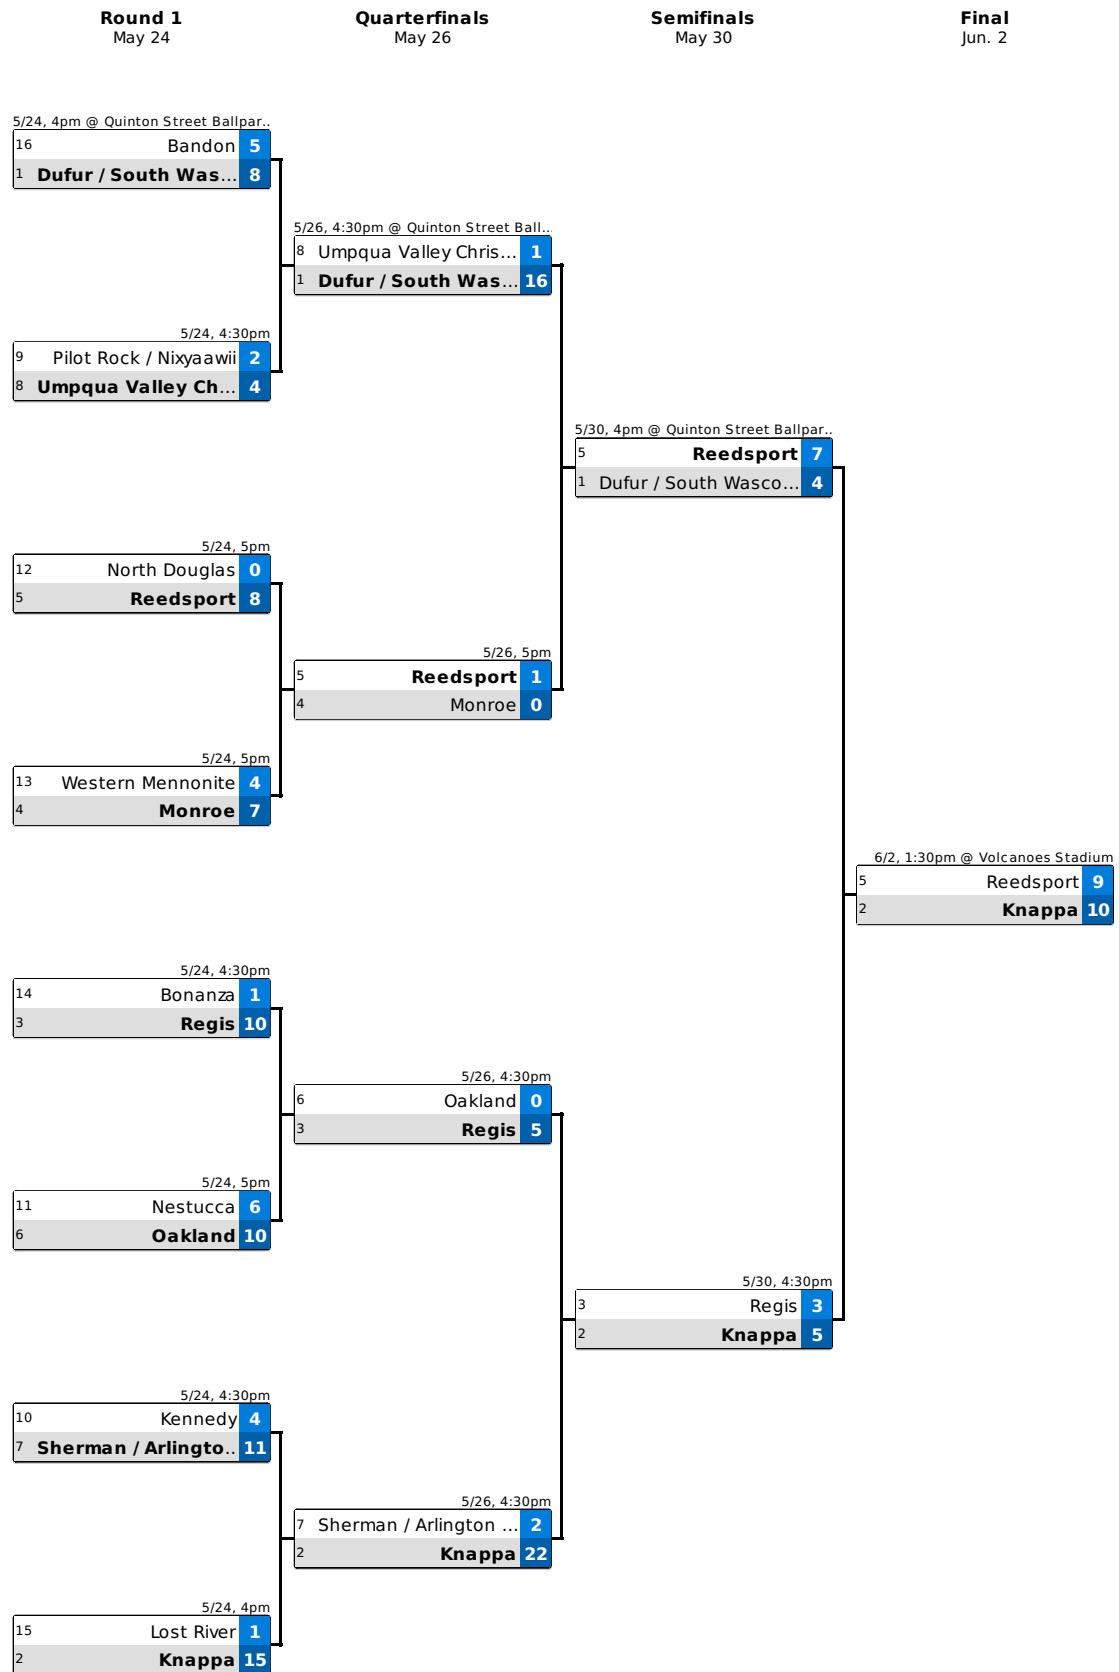 Round 1
May 24
Quarterfinals
May 26
Semifinals
May 30
Final
Jun. 2
5/24, 4pm @ Quinton Street Ballpar..
16 Bandon 5
1 Dufur / South Was... 8
5/24, 4:30pm
9 Pilot Rock / Nixyaawii 2
8 Umpqua Valley Ch... 4
5/24, 5pm
12 North Douglas 0
5 Reedsport 8
5/24, 5pm
13 Western Mennonite 4
4 Monroe 7
5/24, 4:30pm
14 Bonanza 1
3 Regis 10
5/24, 5pm
11 Nestucca 6
6 Oakland 10
5/24, 4:30pm
10 Kennedy 4
7 Sherman / Arlingto.. 11
5/24, 4pm
15 Lost River 1
2 Knappa 15
5/26, 4:30pm @ Quinton Street Ball..
8 Umpqua Valley Chris... 1
1 Dufur / South Was... 16
5/26, 5pm
5 Reedsport 1
4 Monroe 0
5/26, 4:30pm
6 Oakland 0
3 Regis 5
5/26, 4:30pm
7 Sherman / Arlington ... 2
2 Knappa 22
5/30, 4pm @ Quinton Street Ballpar..
5 Reedsport 7
1 Dufur / South Wasco... 4
5/30, 4:30pm
3 Regis 3
2 Knappa 5
6/2, 1:30pm @ Volcanoes Stadium
5 Reedsport 9
2 Knappa 10